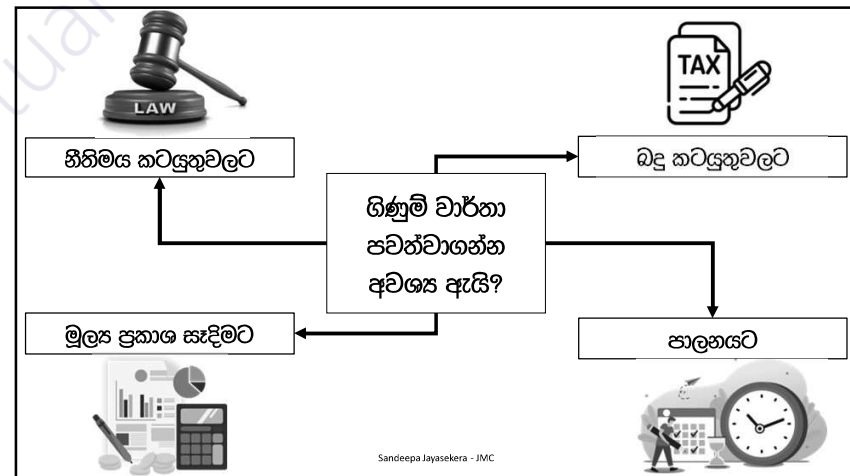 LAW
TAX
නීතිමය කටයුතුවලට
බදු කටයුතුවලට
ගිණුම් වාර්තා
පවත්වාගන්න
අවශ්‍ය ඇයි?
මූල්‍ය ප්‍රකාශ සෑදිමට
පාලනයට
Sandeepa Jayasekera - JMC